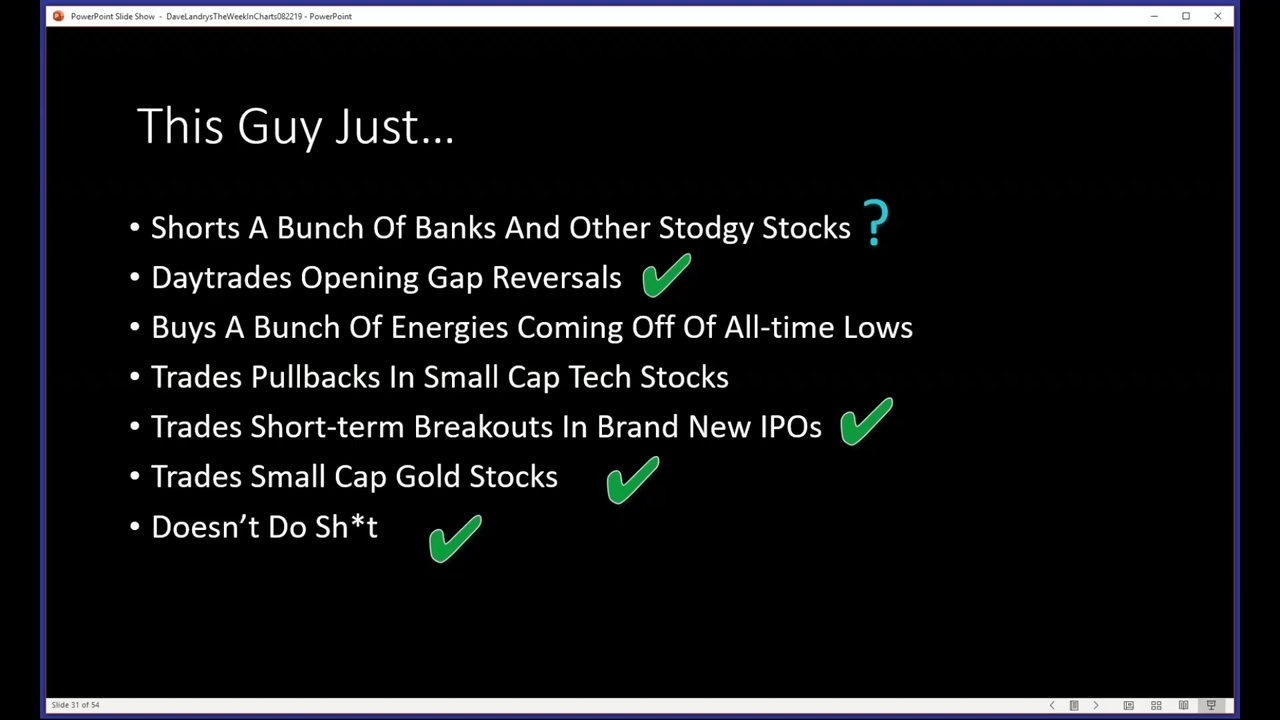 PowerPoint Slide Show - DaveLandrysTheWeekInCharts082219 - PowerPoint
This Guy Just...
• Shorts A Bunch Of Banks And Other Stodgy Stocks ?
• Daytrades Opening Gap Reversals ✔
• Buys A Bunch Of Energies Coming Off Of All-time Lows
• Trades Pullbacks In Small Cap Tech Stocks
• Trades Short-term Breakouts In Brand New IPOs ✔
• Trades Small Cap Gold Stocks ✔
• Doesn’t Do Sh*t ✔
Slide 31 of 54